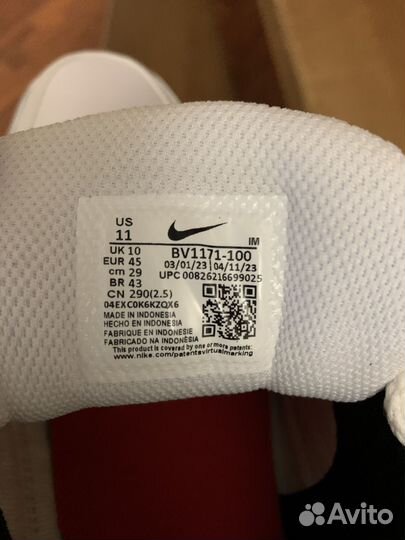 US
11
IM
UK 10
BV1171-100
EUR 45
03/01/23 04/11/23
cm 29
UPC 00826216699025
BR 43
CN 290(2.5)
04EXC0K6KZQX6
MADE IN INDONESIA
HECHO EN INDONESIA
FABRIQUE EN INDONESIE
FABRICADO NA INDONÉSIA
This product is covered by one or more patents:
www.nike.com/patentsvirtualmarking
Avito